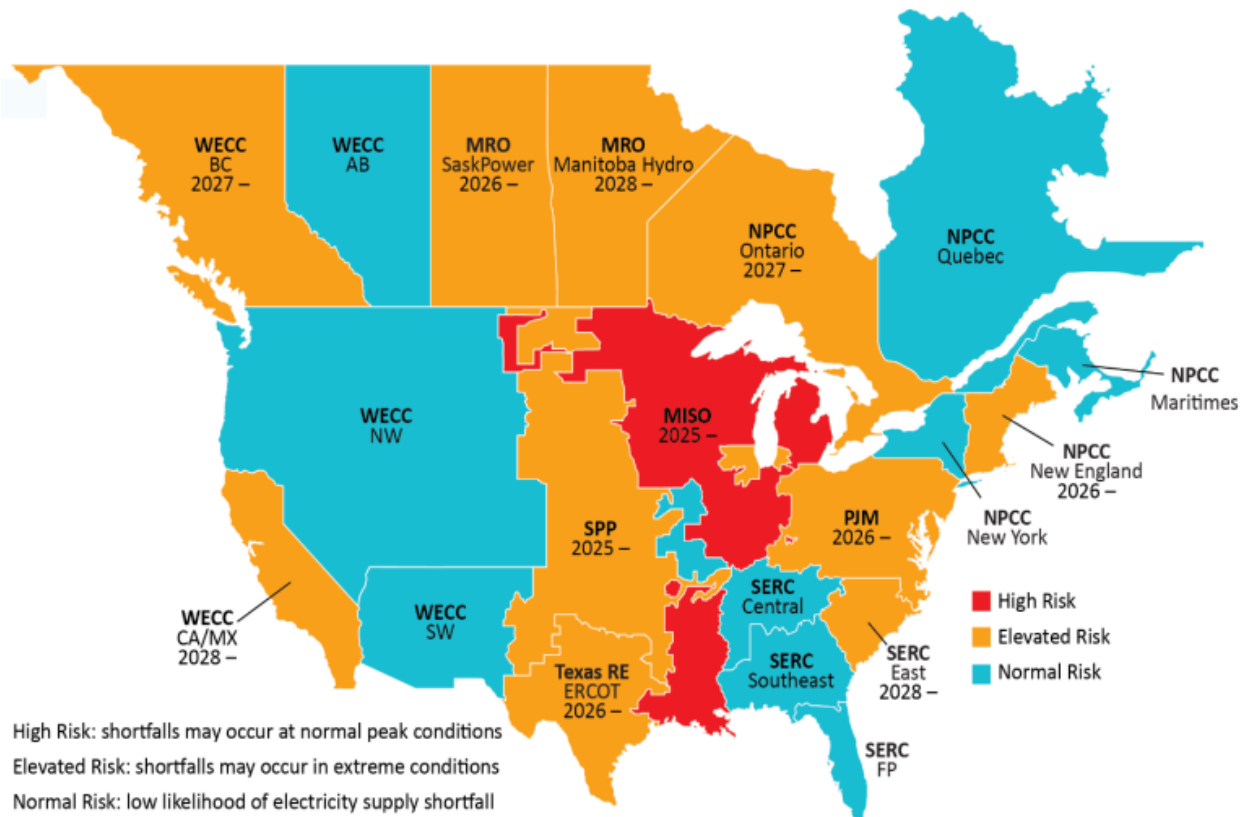 WECC
BC
2027 –
WECC
AB
MRO
SaskPower
2026 –
MRO
Manitoba Hydro
2028 –
NPCC
Ontario
2027 –
NPCC
Quebec
NPCC
Maritimes
WECC
NW
MISO
2025 –
NPCC
New England
2026 –
SPP
2025 –
PJM
2026 –
NPCC
New York
WECC
CA/MX
2028 –
WECC
SW
SERC
Central
SERC
Southeast
SERC
East
2028 –
Texas RE
ERCOT
2026 –
SERC
FP
High Risk
Elevated Risk
Normal Risk
High Risk: shortfalls may occur at normal peak conditions
Elevated Risk: shortfalls may occur in extreme conditions
Normal Risk: low likelihood of electricity supply shortfall